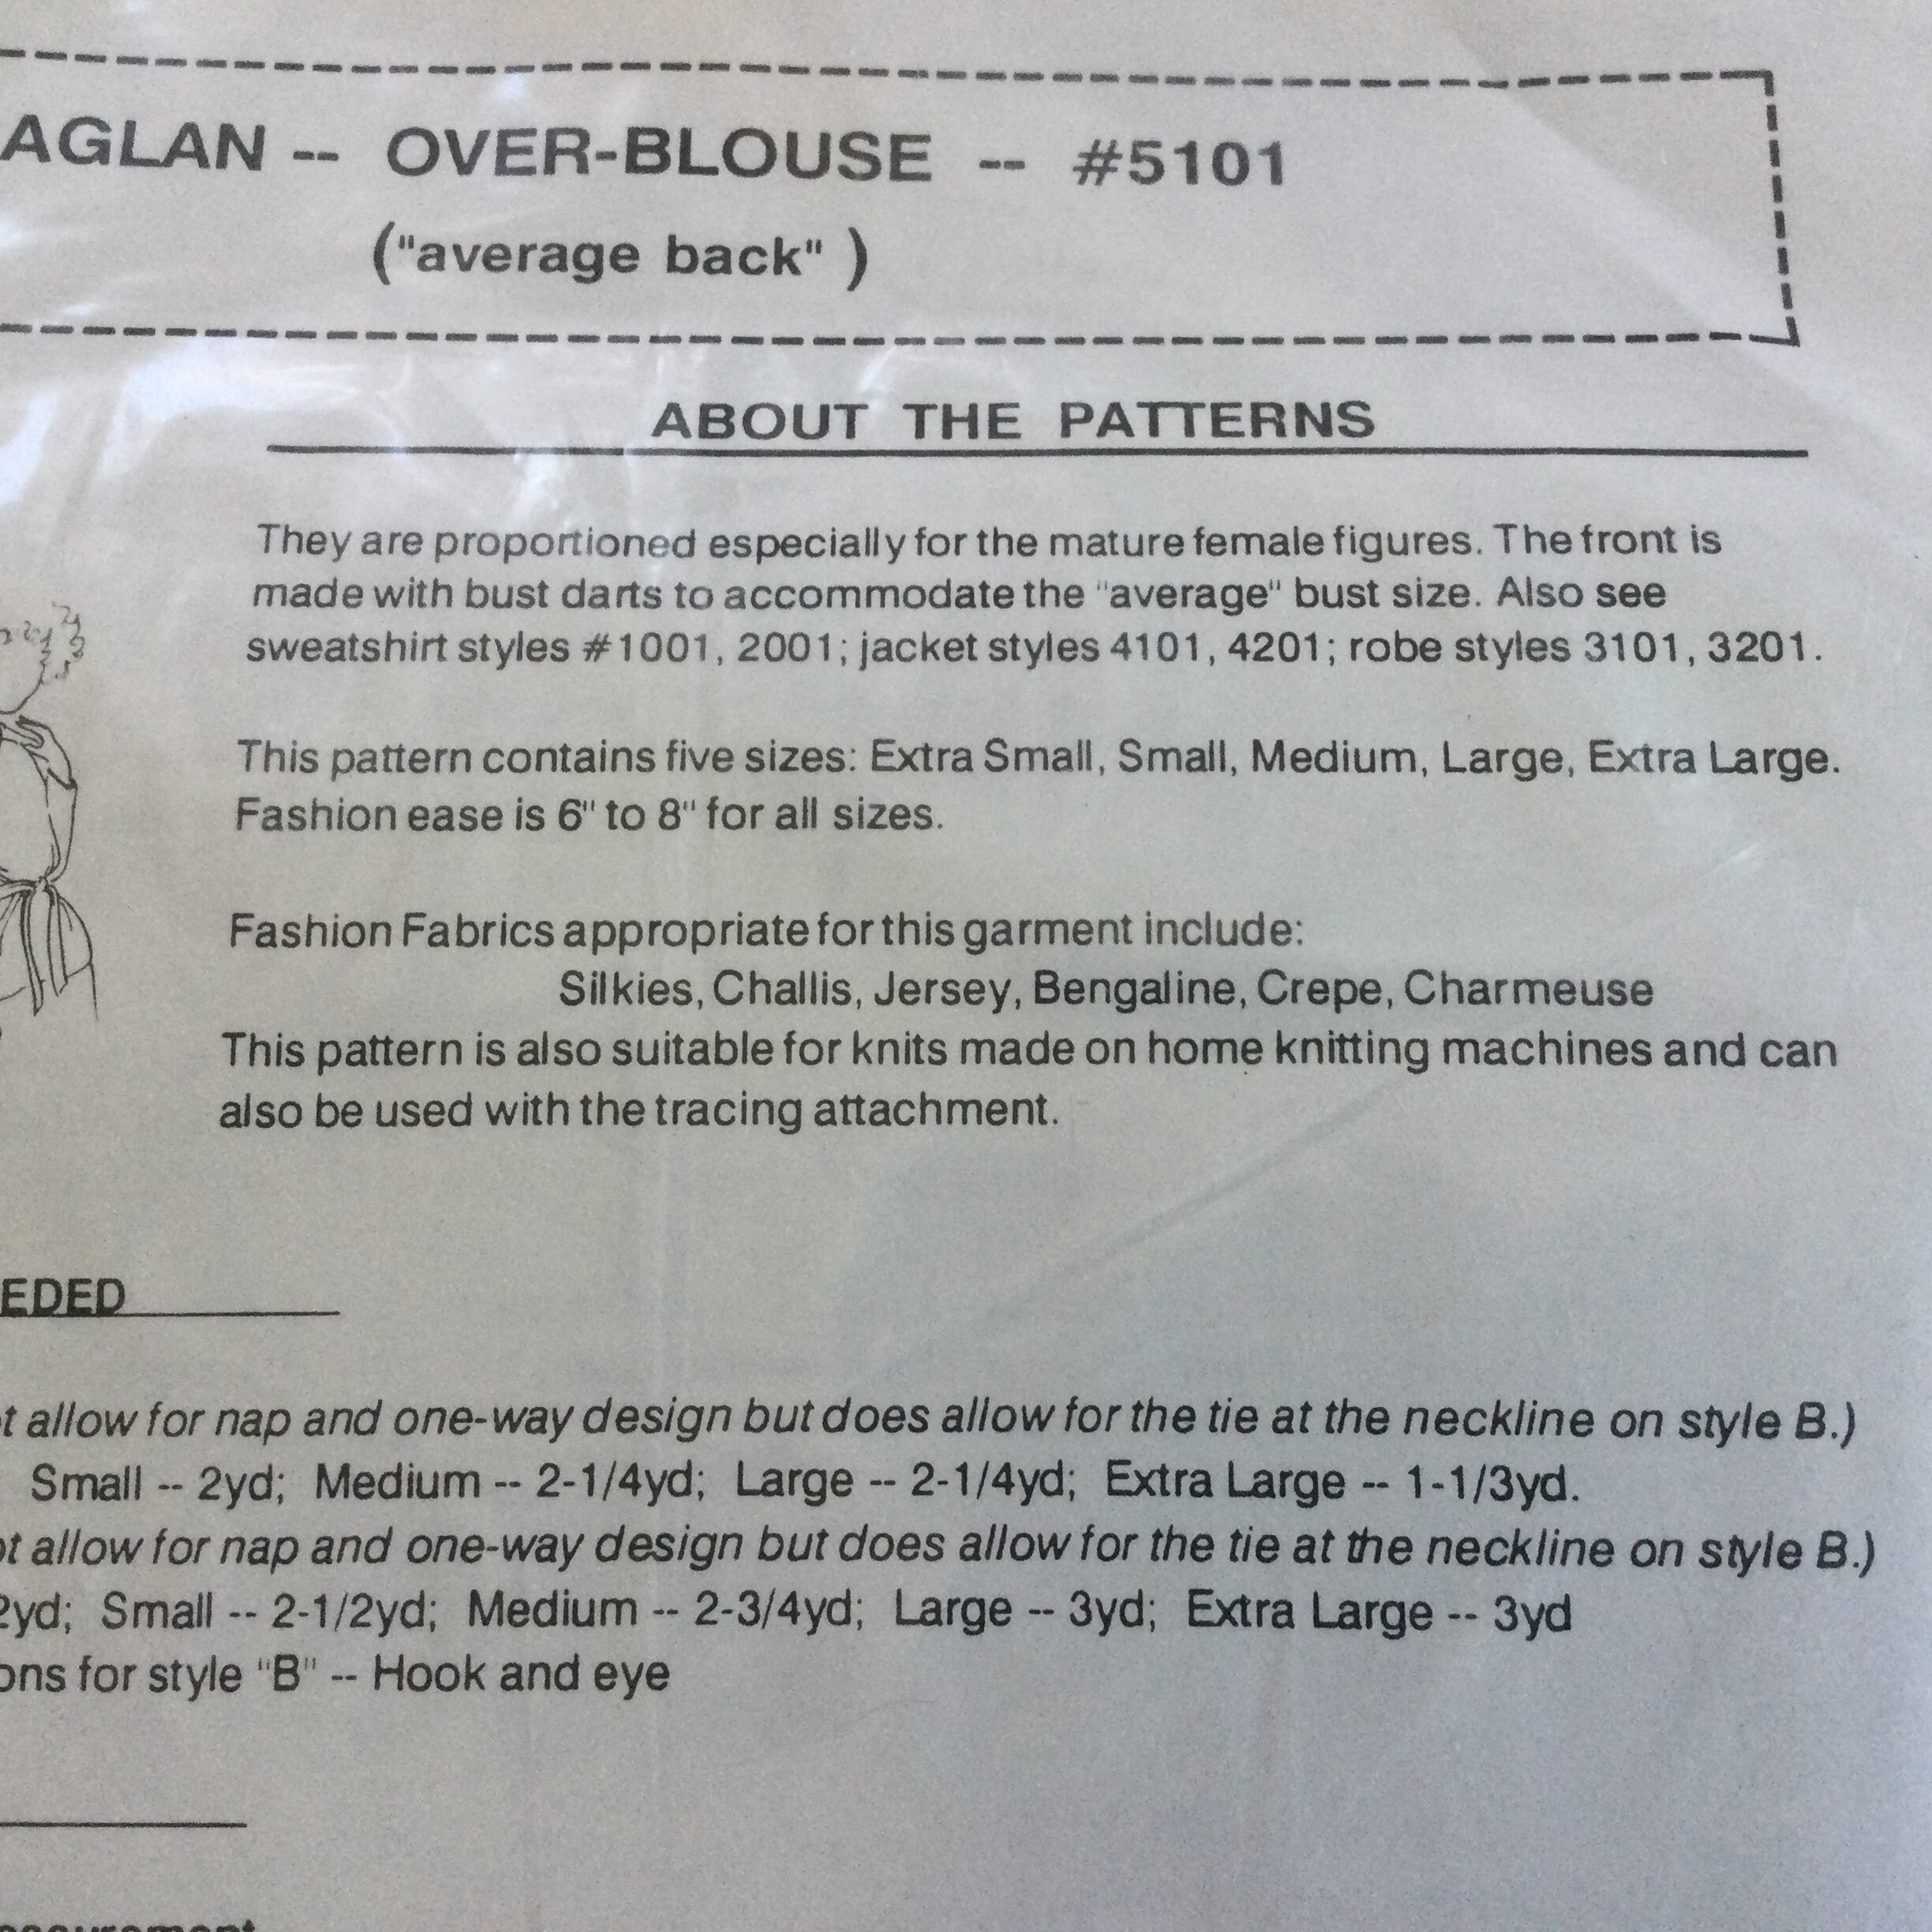 AGLAN -- OVER-BLOUSE -- #5101
("average back" )
ABOUT THE PATTERNS
They are proportioned especially for the mature female figures. The front is
made with bust darts to accommodate the "average" bust size. Also see
sweatshirt styles #1001, 2001; jacket styles 4101, 4201; robe styles 3101, 3201.
This pattern contains five sizes: Extra Small, Small, Medium, Large, Extra Large.
Fashion ease is 6" to 8" for all sizes.
Fashion Fabrics appropriate for this garment include:
Silkies, Challis, Jersey, Bengaline, Crepe, Charmeuse
This pattern is also suitable for knits made on home knitting machines and can
also be used with the tracing attachment.
EDED
t allow for nap and one-way design but does allow for the tie at the neckline on style B.)
Small -- 2yd; Medium -- 2-1/4yd; Large -- 2-1/4yd; Extra Large -- 1-1/3yd.
ot allow for nap and one-way design but does allow for the tie at the neckline on style B.)
2yd; Small -- 2-1/2yd; Medium -- 2-3/4yd; Large -- 3yd; Extra Large -- 3yd
ons for style "B" -- Hook and eye